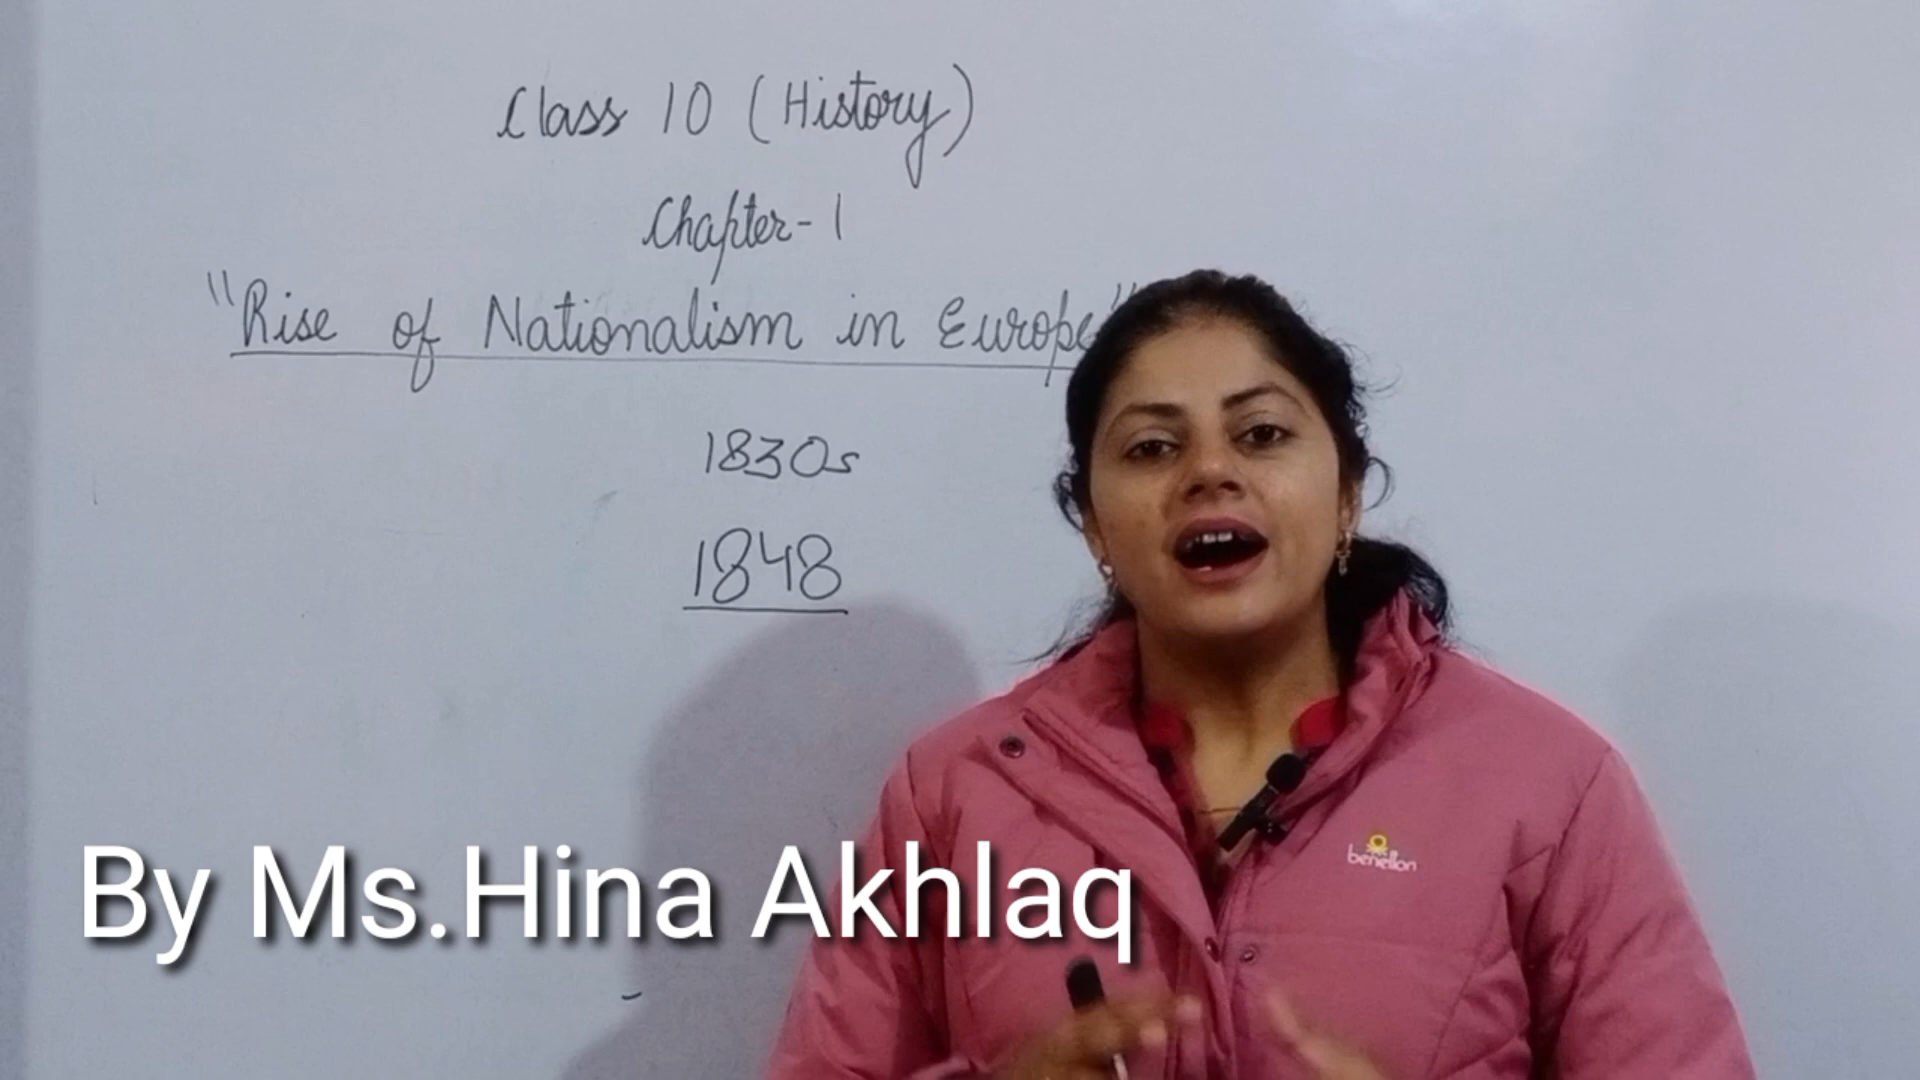 Class 10 (History)
Chapter-1
"Rise of Nationalism in Europe"
1830s
1848
By Ms.Hina Akhlaq
benetton